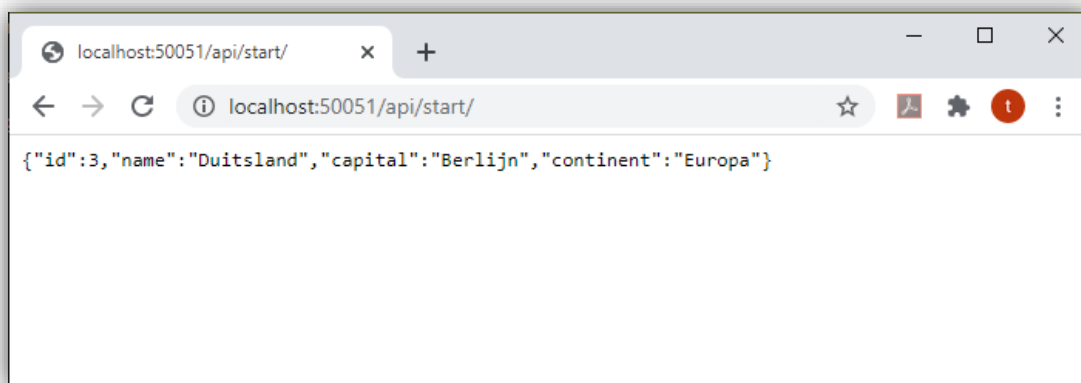 localhost:50051/api/start/
localhost:50051/api/start/
t
{"id":3,"name":"Duitsland","capital":"Berlijn","continent":"Europa"}